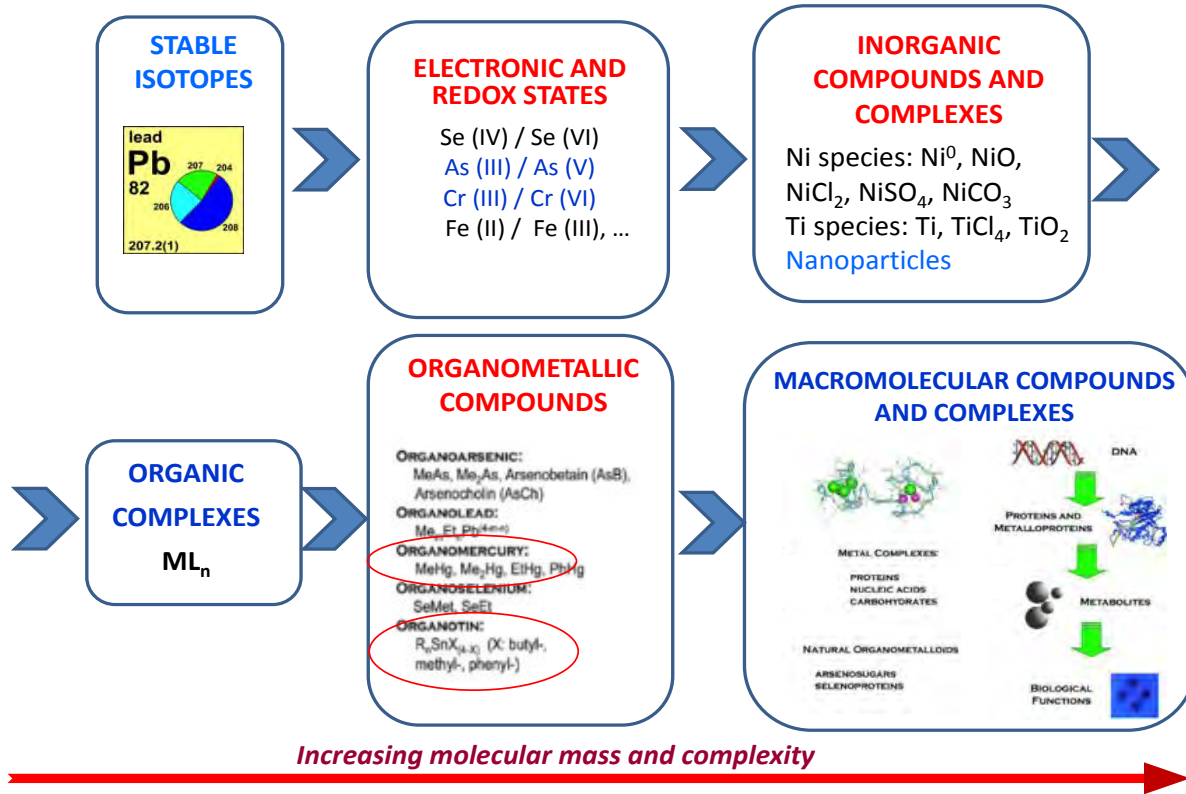 STABLE
ISOTOPES
lead
Pb
82
207
204
206
208
207.2(1)
ELECTRONIC AND
REDOX STATES
Se (IV) / Se (VI)
As (III) / As (V)
Cr (III) / Cr (VI)
Fe (II) / Fe (III), ...
INORGANIC
COMPOUNDS AND
COMPLEXES
Ni species: Ni⁰, NiO,
NiCl₂, NiSO₄, NiCO₃
Ti species: Ti, TiCl₄, TiO₂
Nanoparticles
ORGANIC
COMPLEXES
MLₙ
ORGANOMETALLIC
COMPOUNDS
ORGANOARSENIC:
MeAs, Me₂As, Arsenobetain (AsB),
Arsenocholin (AsCh)
ORGANOLEAD:
ORGANOMERCURY:
MeHg, Me₂Hg, EtHg, PhHg
ORGANOSELENIUM:
SeMet, SeEt
ORGANOTIN:
RₙSnX₍₄₋ₓ₎ (X: butyl-,
methyl-, phenyl-)
MACROMOLECULAR COMPOUNDS
AND COMPLEXES
METAL COMPLEXES:
PROTEINS
NUCLEIC ACIDS
CARBOHYDRATES
NATURAL ORGANOMETALLOIDS
ARSENOSUGARS
SELENOPROTEINS
DNA
PROTEINS AND
METALLOPROTEINS
METABOLITES
BIOLOGICAL
FUNCTIONS
Increasing molecular mass and complexity